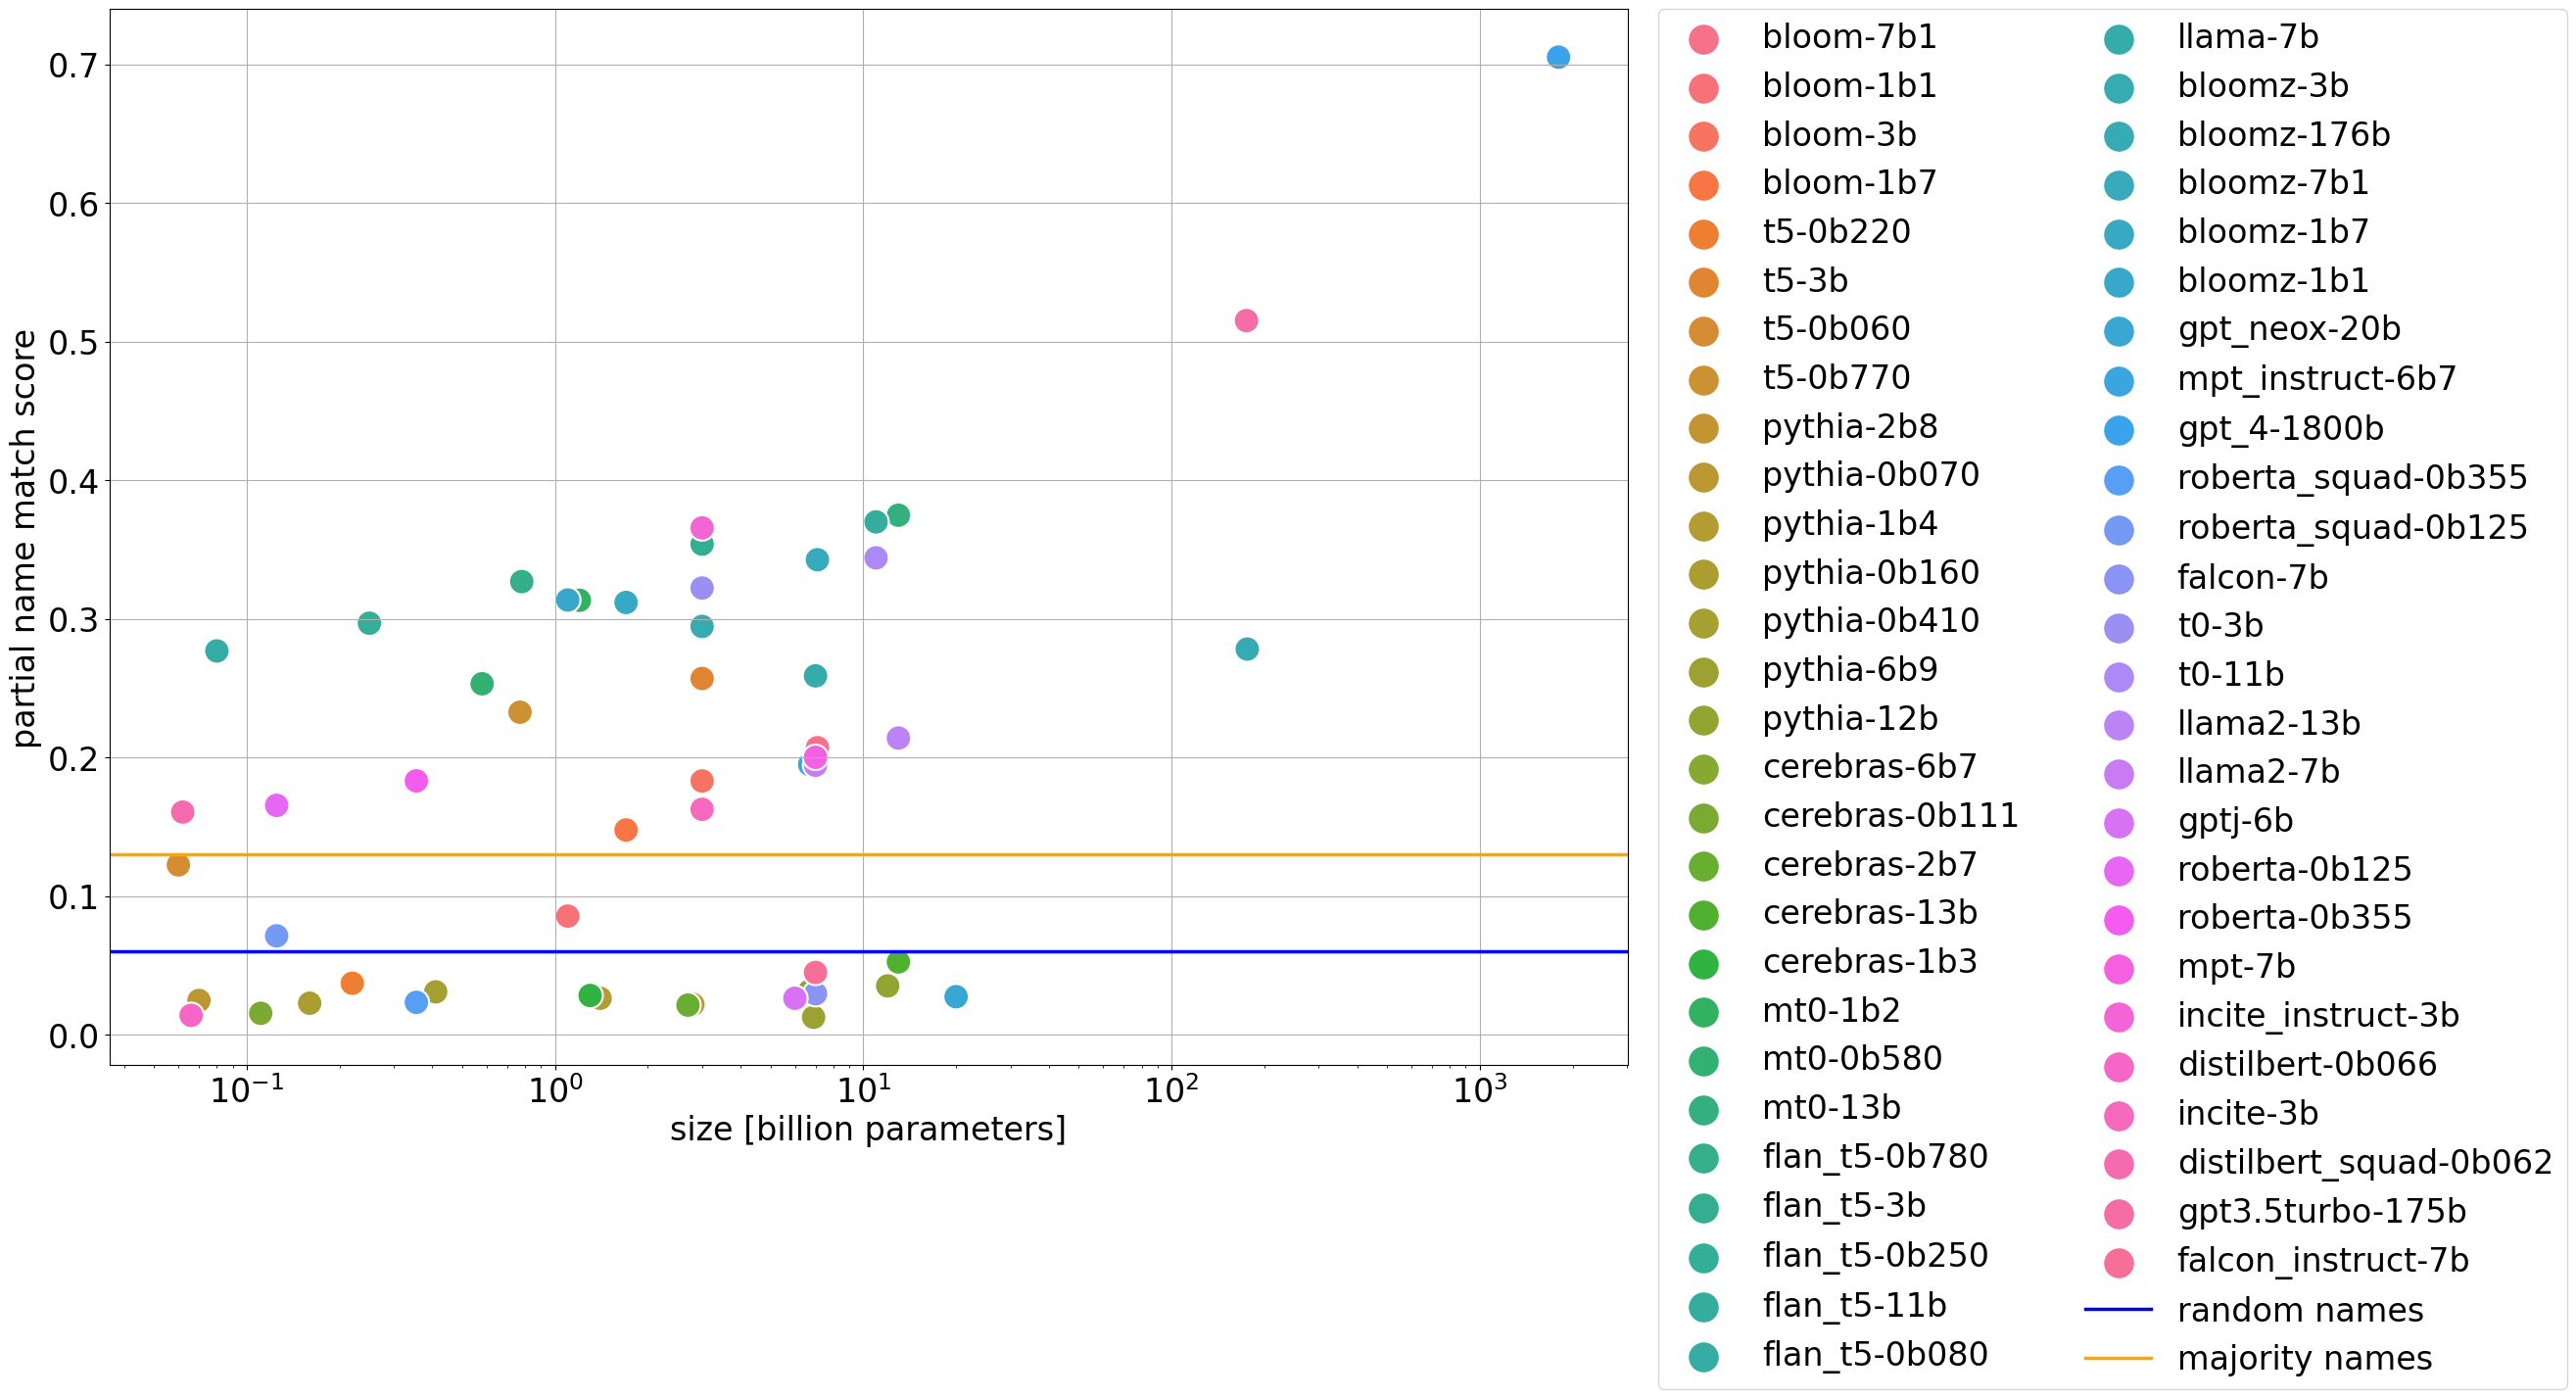 0.7
0.6
0.5
0.4
0.3
0.2
0.1
0.0
partial name match score
10⁻¹
10⁰
10¹
10²
10³
size [billion parameters]
bloom-7b1
bloom-1b1
bloom-3b
bloom-1b7
t5-0b220
t5-3b
t5-0b060
t5-0b770
pythia-2b8
pythia-0b070
pythia-1b4
pythia-0b160
pythia-0b410
pythia-6b9
pythia-12b
cerebras-6b7
cerebras-0b111
cerebras-2b7
cerebras-13b
cerebras-1b3
mt0-1b2
mt0-0b580
mt0-13b
flan_t5-0b780
flan_t5-3b
flan_t5-0b250
flan_t5-11b
flan_t5-0b080
llama-7b
bloomz-3b
bloomz-176b
bloomz-7b1
bloomz-1b7
bloomz-1b1
gpt_neox-20b
mpt_instruct-6b7
gpt_4-1800b
roberta_squad-0b355
roberta_squad-0b125
falcon-7b
t0-3b
t0-11b
llama2-13b
llama2-7b
gptj-6b
roberta-0b125
roberta-0b355
mpt-7b
incite_instruct-3b
distilbert-0b066
incite-3b
distilbert_squad-0b062
gpt3.5turbo-175b
falcon_instruct-7b
random names
majority names